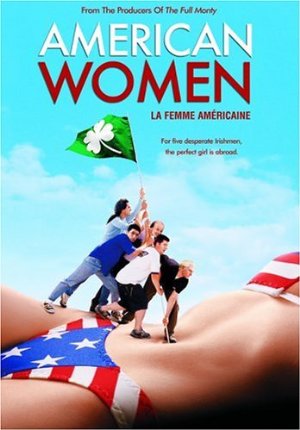 From The Producers Of The Full Monty
AMERICAN
WOMEN
LA FEMME AMÉRICAINE
For five desperate Irishmen,
the perfect girl is abroad.